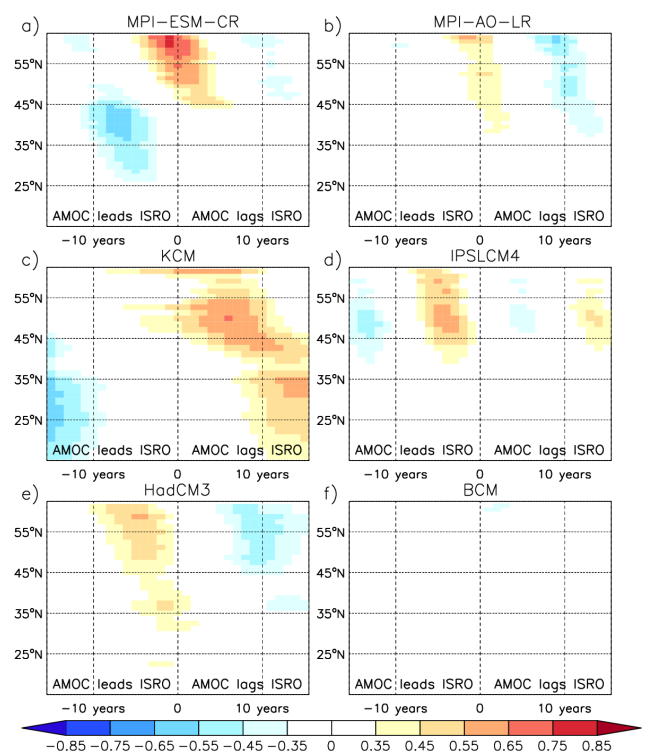 a) MPI-ESM-CR
b) MPI-AO-LR
55°N
45°N
35°N
25°N
AMOC leads ISRO AMOC lags ISRO
-10 years 0 10 years
55°N
45°N
35°N
25°N
AMOC leads ISRO AMOC lags ISRO
-10 years 0 10 years
c) KCM
d) IPSLCM4
55°N
45°N
35°N
25°N
AMOC leads ISRO AMOC lags ISRO
-10 years 0 10 years
55°N
45°N
35°N
25°N
AMOC leads ISRO AMOC lags ISRO
-10 years 0 10 years
e) HadCM3
f) BCM
55°N
45°N
35°N
25°N
AMOC leads ISRO AMOC lags ISRO
-10 years 0 10 years
55°N
45°N
35°N
25°N
AMOC leads ISRO AMOC lags ISRO
-10 years 0 10 years
-0.85 -0.75 -0.65 -0.55 -0.45 -0.35 0 0.35 0.45 0.55 0.65 0.75 0.85